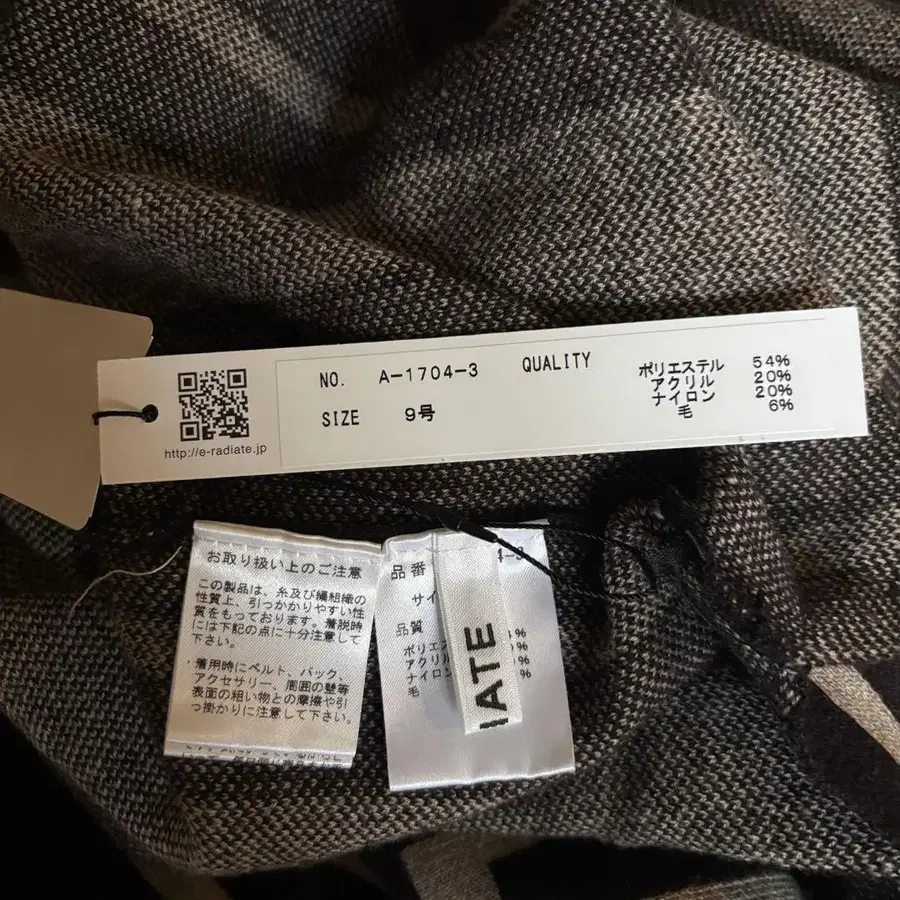 NO. A-1704-3 QUALITY
ポリエステル 54%
アクリル 20%
ナイロン 20%
毛 6%
SIZE 9号
http://e-radiate.jp
お取り扱い上のご注意
この製品は、糸及び編組織の
性質上、引っかかりやすい性
質をもっております。着脱時
には下記の点に十分注意して
下さい。
・着用時にベルト、バック、
アクセサリー、周囲の壁等
表面の粗い物との摩擦や引
っ掛かりに注意して下さい。
品番
サイ
品質
ポリエス
アクリル
ナイロン
毛
IATE